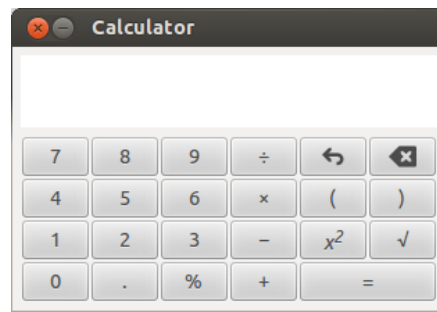 Calculator
7 8 9 ÷
4 5 6 × ( )
1 2 3 − x² √
0 . % + =